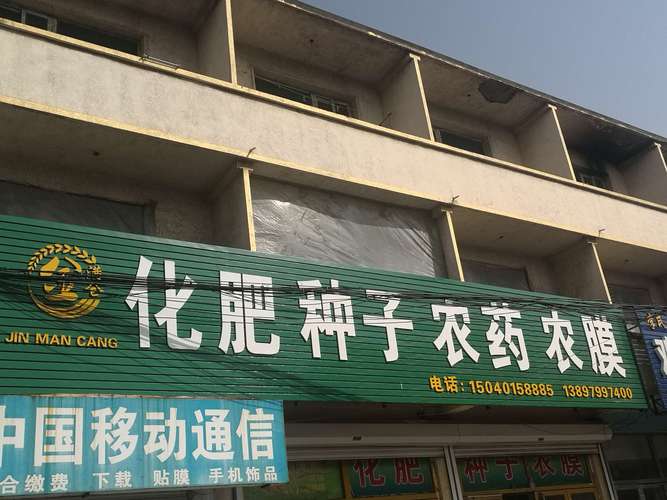 金满仓
JIN MAN CANG
化肥 种子 农药 农膜
电话：15040158885 13897997400
中国移动通信
合缴费 下载 贴膜 手机饰品
化肥 种子 农膜